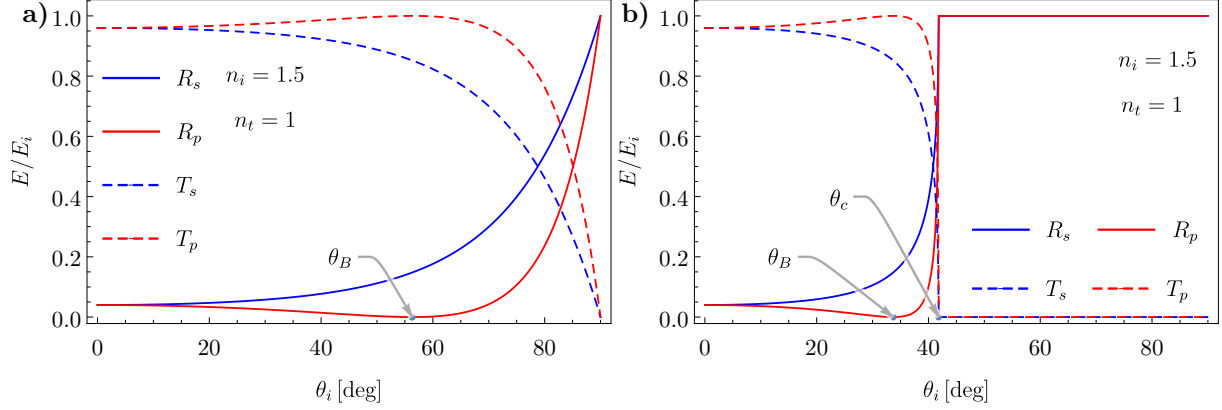 a)
1.0
0.8
0.6
0.4
0.2
0.0
E/E_i
R_s
R_p
T_s
T_p
n_i = 1.5
n_t = 1
θ_B
0 20 40 60 80
θ_i [deg]
b)
1.0
0.8
0.6
0.4
0.2
0.0
E/E_i
n_i = 1.5
n_t = 1
θ_c
θ_B
R_s R_p
T_s T_p
0 20 40 60 80
θ_i [deg]